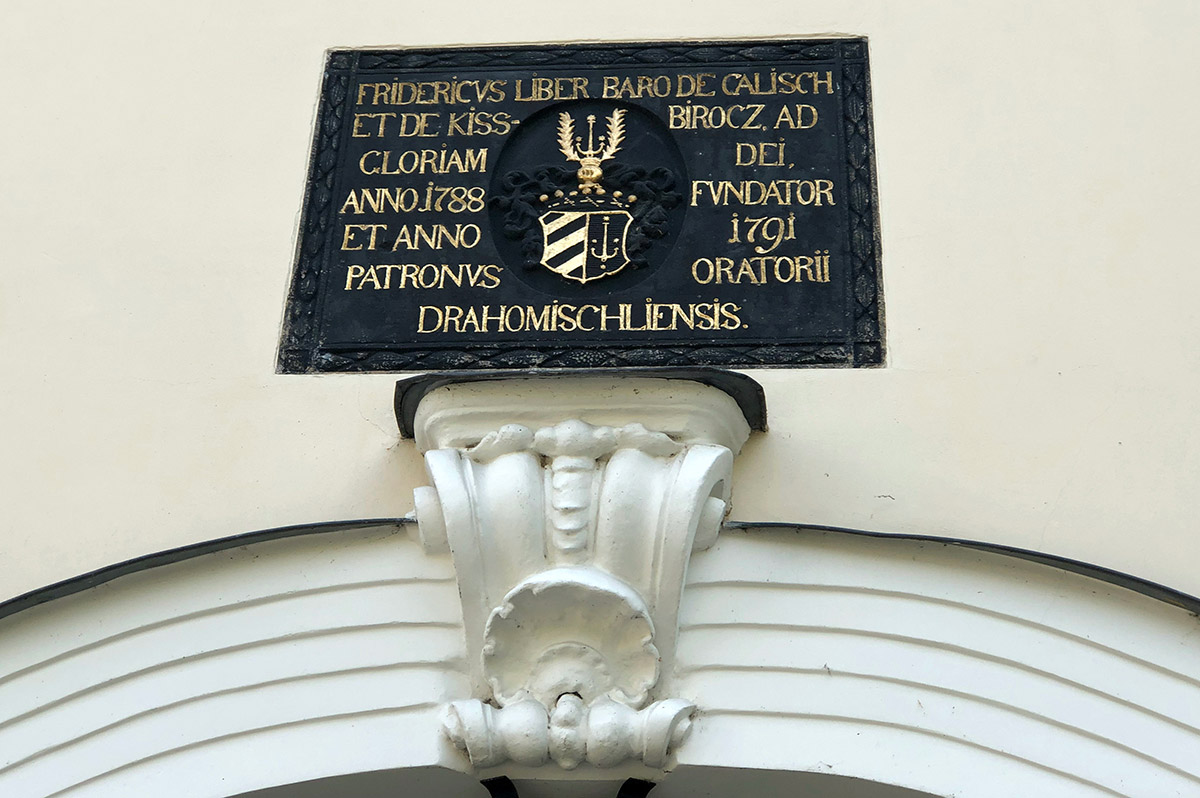 FRIDERICVS LIBER BARO DE CALISCH
ET DE KISS- BIROCZ. AD
GLORIAM DEI,
ANNO.1788 FVNDATOR
ET ANNO 1791
PATRONVS ORATORII
DRAHOMISCHLIENSIS.